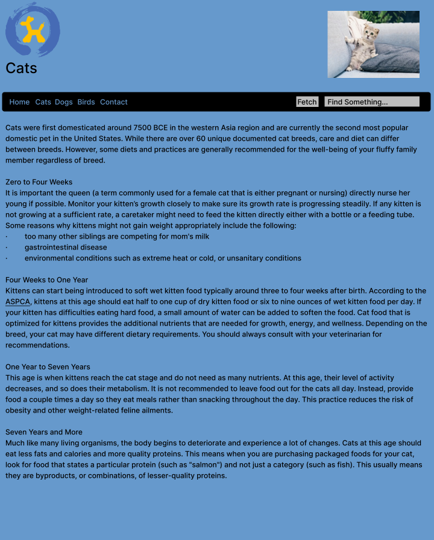 Cats
Home Cats Dogs Birds Contact
Fetch Find Something...
Cats were first domesticated around 7500 BCE in the western Asia region and are currently the second most popular
domestic pet in the United States. While there are over 60 unique documented cat breeds, care and diet can differ
between breeds. However, some diets and practices are generally recommended for the well-being of your fluffy family
member regardless of breed.
Zero to Four Weeks
It is important the queen (a term commonly used for a female cat that is either pregnant or nursing) directly nurse her
young if possible. Monitor your kitten's growth closely to make sure its growth rate is progressing steadily. If any kitten is
not growing at a sufficient rate, a caretaker might need to feed the kitten directly either with a bottle or a feeding tube.
Some reasons why kittens might not gain weight appropriately include the following:
· too many other siblings are competing for mom's milk
· gastrointestinal disease
· environmental conditions such as extreme heat or cold, or unsanitary conditions
Four Weeks to One Year
Kittens can start being introduced to soft wet kitten food typically around three to four weeks after birth. According to the
ASPCA, kittens at this age should eat half to one cup of dry kitten food or six to nine ounces of wet kitten food per day. If
your kitten has difficulties eating hard food, a small amount of water can be added to soften the food. Cat food that is
optimized for kittens provides the additional nutrients that are needed for growth, energy, and wellness. Depending on the
breed, your cat may have different dietary requirements. You should always consult with your veterinarian for
recommendations.
One Year to Seven Years
This age is when kittens reach the cat stage and do not need as many nutrients. At this age, their level of activity
decreases, and so does their metabolism. It is not recommended to leave food out for the cats all day. Instead, provide
food a couple times a day so they eat meals rather than snacking throughout the day. This practice reduces the risk of
obesity and other weight-related feline ailments.
Seven Years and More
Much like many living organisms, the body begins to deteriorate and experience a lot of changes. Cats at this age should
eat less fats and calories and more quality proteins. This means when you are purchasing packaged foods for your cat,
look for food that states a particular protein (such as "salmon") and not just a category (such as fish). This usually means
they are byproducts, or combinations, of lesser-quality proteins.